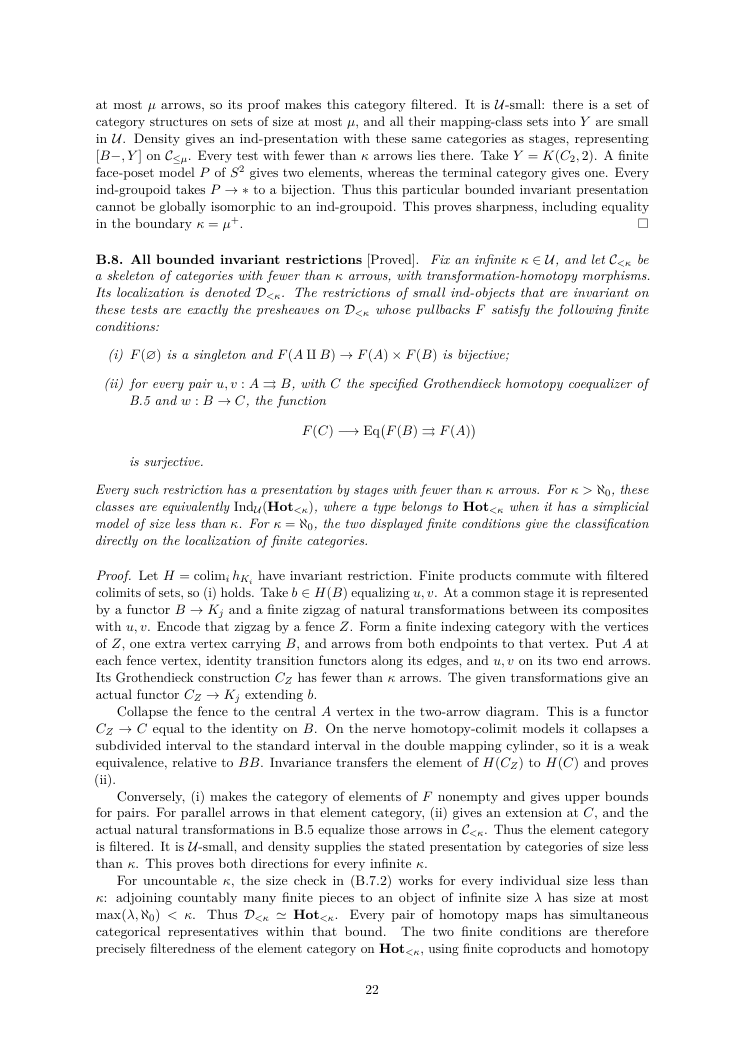 at most μ arrows, so its proof makes this category filtered. It is 𝒰-small: there is a set of
category structures on sets of size at most μ, and all their mapping-class sets into Y are small
in 𝒰. Density gives an ind-presentation with these same categories as stages, representing
[B−, Y] on 𝒞≤μ. Every test with fewer than κ arrows lies there. Take Y = K(C₂, 2). A finite
face-poset model P of S² gives two elements, whereas the terminal category gives one. Every
ind-groupoid takes P → ∗ to a bijection. Thus this particular bounded invariant presentation
cannot be globally isomorphic to an ind-groupoid. This proves sharpness, including equality
in the boundary κ = μ⁺. □
B.8. All bounded invariant restrictions [Proved]. Fix an infinite κ ∈ 𝒰, and let 𝒞<κ be
a skeleton of categories with fewer than κ arrows, with transformation-homotopy morphisms.
Its localization is denoted 𝒟<κ. The restrictions of small ind-objects that are invariant on
these tests are exactly the presheaves on 𝒟<κ whose pullbacks F satisfy the following finite
conditions:
(i) F(∅) is a singleton and F(A ⨿ B) → F(A) × F(B) is bijective;
(ii) for every pair u, v : A ⇉ B, with C the specified Grothendieck homotopy coequalizer of
B.5 and w : B → C, the function
F(C) ⟶ Eq(F(B) ⇉ F(A))
is surjective.
Every such restriction has a presentation by stages with fewer than κ arrows. For κ > ℵ₀, these
classes are equivalently Ind𝒰(Hot<κ), where a type belongs to Hot<κ when it has a simplicial
model of size less than κ. For κ = ℵ₀, the two displayed finite conditions give the classification
directly on the localization of finite categories.
Proof. Let H = colimᵢ h_Kᵢ have invariant restriction. Finite products commute with filtered
colimits of sets, so (i) holds. Take b ∈ H(B) equalizing u, v. At a common stage it is represented
by a functor B → Kⱼ and a finite zigzag of natural transformations between its composites
with u, v. Encode that zigzag by a fence Z. Form a finite indexing category with the vertices
of Z, one extra vertex carrying B, and arrows from both endpoints to that vertex. Put A at
each fence vertex, identity transition functors along its edges, and u, v on its two end arrows.
Its Grothendieck construction C_Z has fewer than κ arrows. The given transformations give an
actual functor C_Z → Kⱼ extending b.
Collapse the fence to the central A vertex in the two-arrow diagram. This is a functor
C_Z → C equal to the identity on B. On the nerve homotopy-colimit models it collapses a
subdivided interval to the standard interval in the double mapping cylinder, so it is a weak
equivalence, relative to BB. Invariance transfers the element of H(C_Z) to H(C) and proves
(ii).
Conversely, (i) makes the category of elements of F nonempty and gives upper bounds
for pairs. For parallel arrows in that element category, (ii) gives an extension at C, and the
actual natural transformations in B.5 equalize those arrows in 𝒞<κ. Thus the element category
is filtered. It is 𝒰-small, and density supplies the stated presentation by categories of size less
than κ. This proves both directions for every infinite κ.
For uncountable κ, the size check in (B.7.2) works for every individual size less than
κ: adjoining countably many finite pieces to an object of infinite size λ has size at most
max(λ, ℵ₀) < κ. Thus 𝒟<κ ≃ Hot<κ. Every pair of homotopy maps has simultaneous
categorical representatives within that bound. The two finite conditions are therefore
precisely filteredness of the element category on Hot<κ, using finite coproducts and homotopy
22